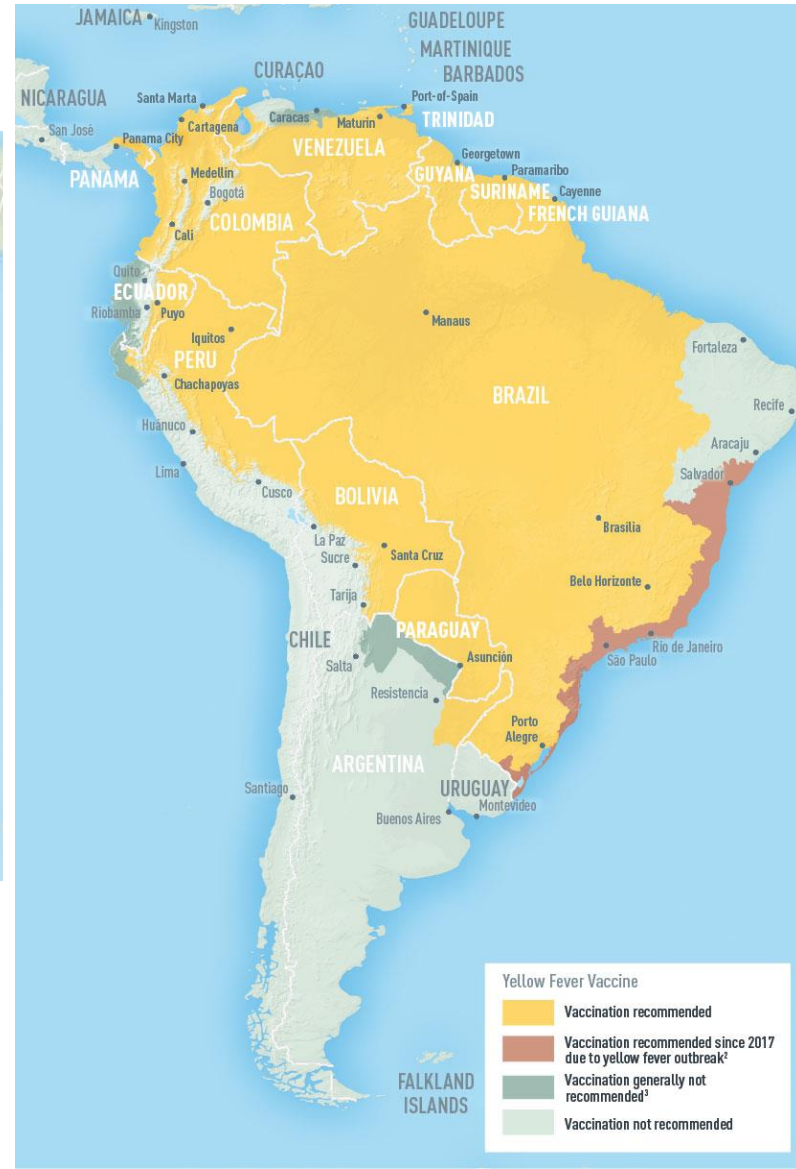 JAMAICA
Kingston
GUADELOUPE
MARTINIQUE
BARBADOS
CURAÇAO
NICARAGUA
Santa Marta
Port-of-Spain
Caracas
Maturin
TRINIDAD
San José
Panama City
Cartagena
VENEZUELA
Georgetown
PANAMA
Medellín
GUYANA
Paramaribo
Bogotá
SURINAME
Cayenne
COLOMBIA
FRENCH GUIANA
Cali
Quito
ECUADOR
Riobamba
Puyo
Manaus
Iquitos
Fortaleza
PERU
Chachapoyas
BRAZIL
Recife
Huánuco
Aracaju
Lima
Salvador
Cusco
BOLIVIA
Brasília
La Paz
Santa Cruz
Sucre
Belo Horizonte
Tarija
PARAGUAY
CHILE
Rio de Janeiro
Asunción
São Paulo
Salta
Resistencia
Porto
Alegre
ARGENTINA
URUGUAY
Santiago
Montevideo
Buenos Aires
Yellow Fever Vaccine
Vaccination recommended
Vaccination recommended since 2017
due to yellow fever outbreak²
Vaccination generally not
recommended³
Vaccination not recommended
FALKLAND
ISLANDS